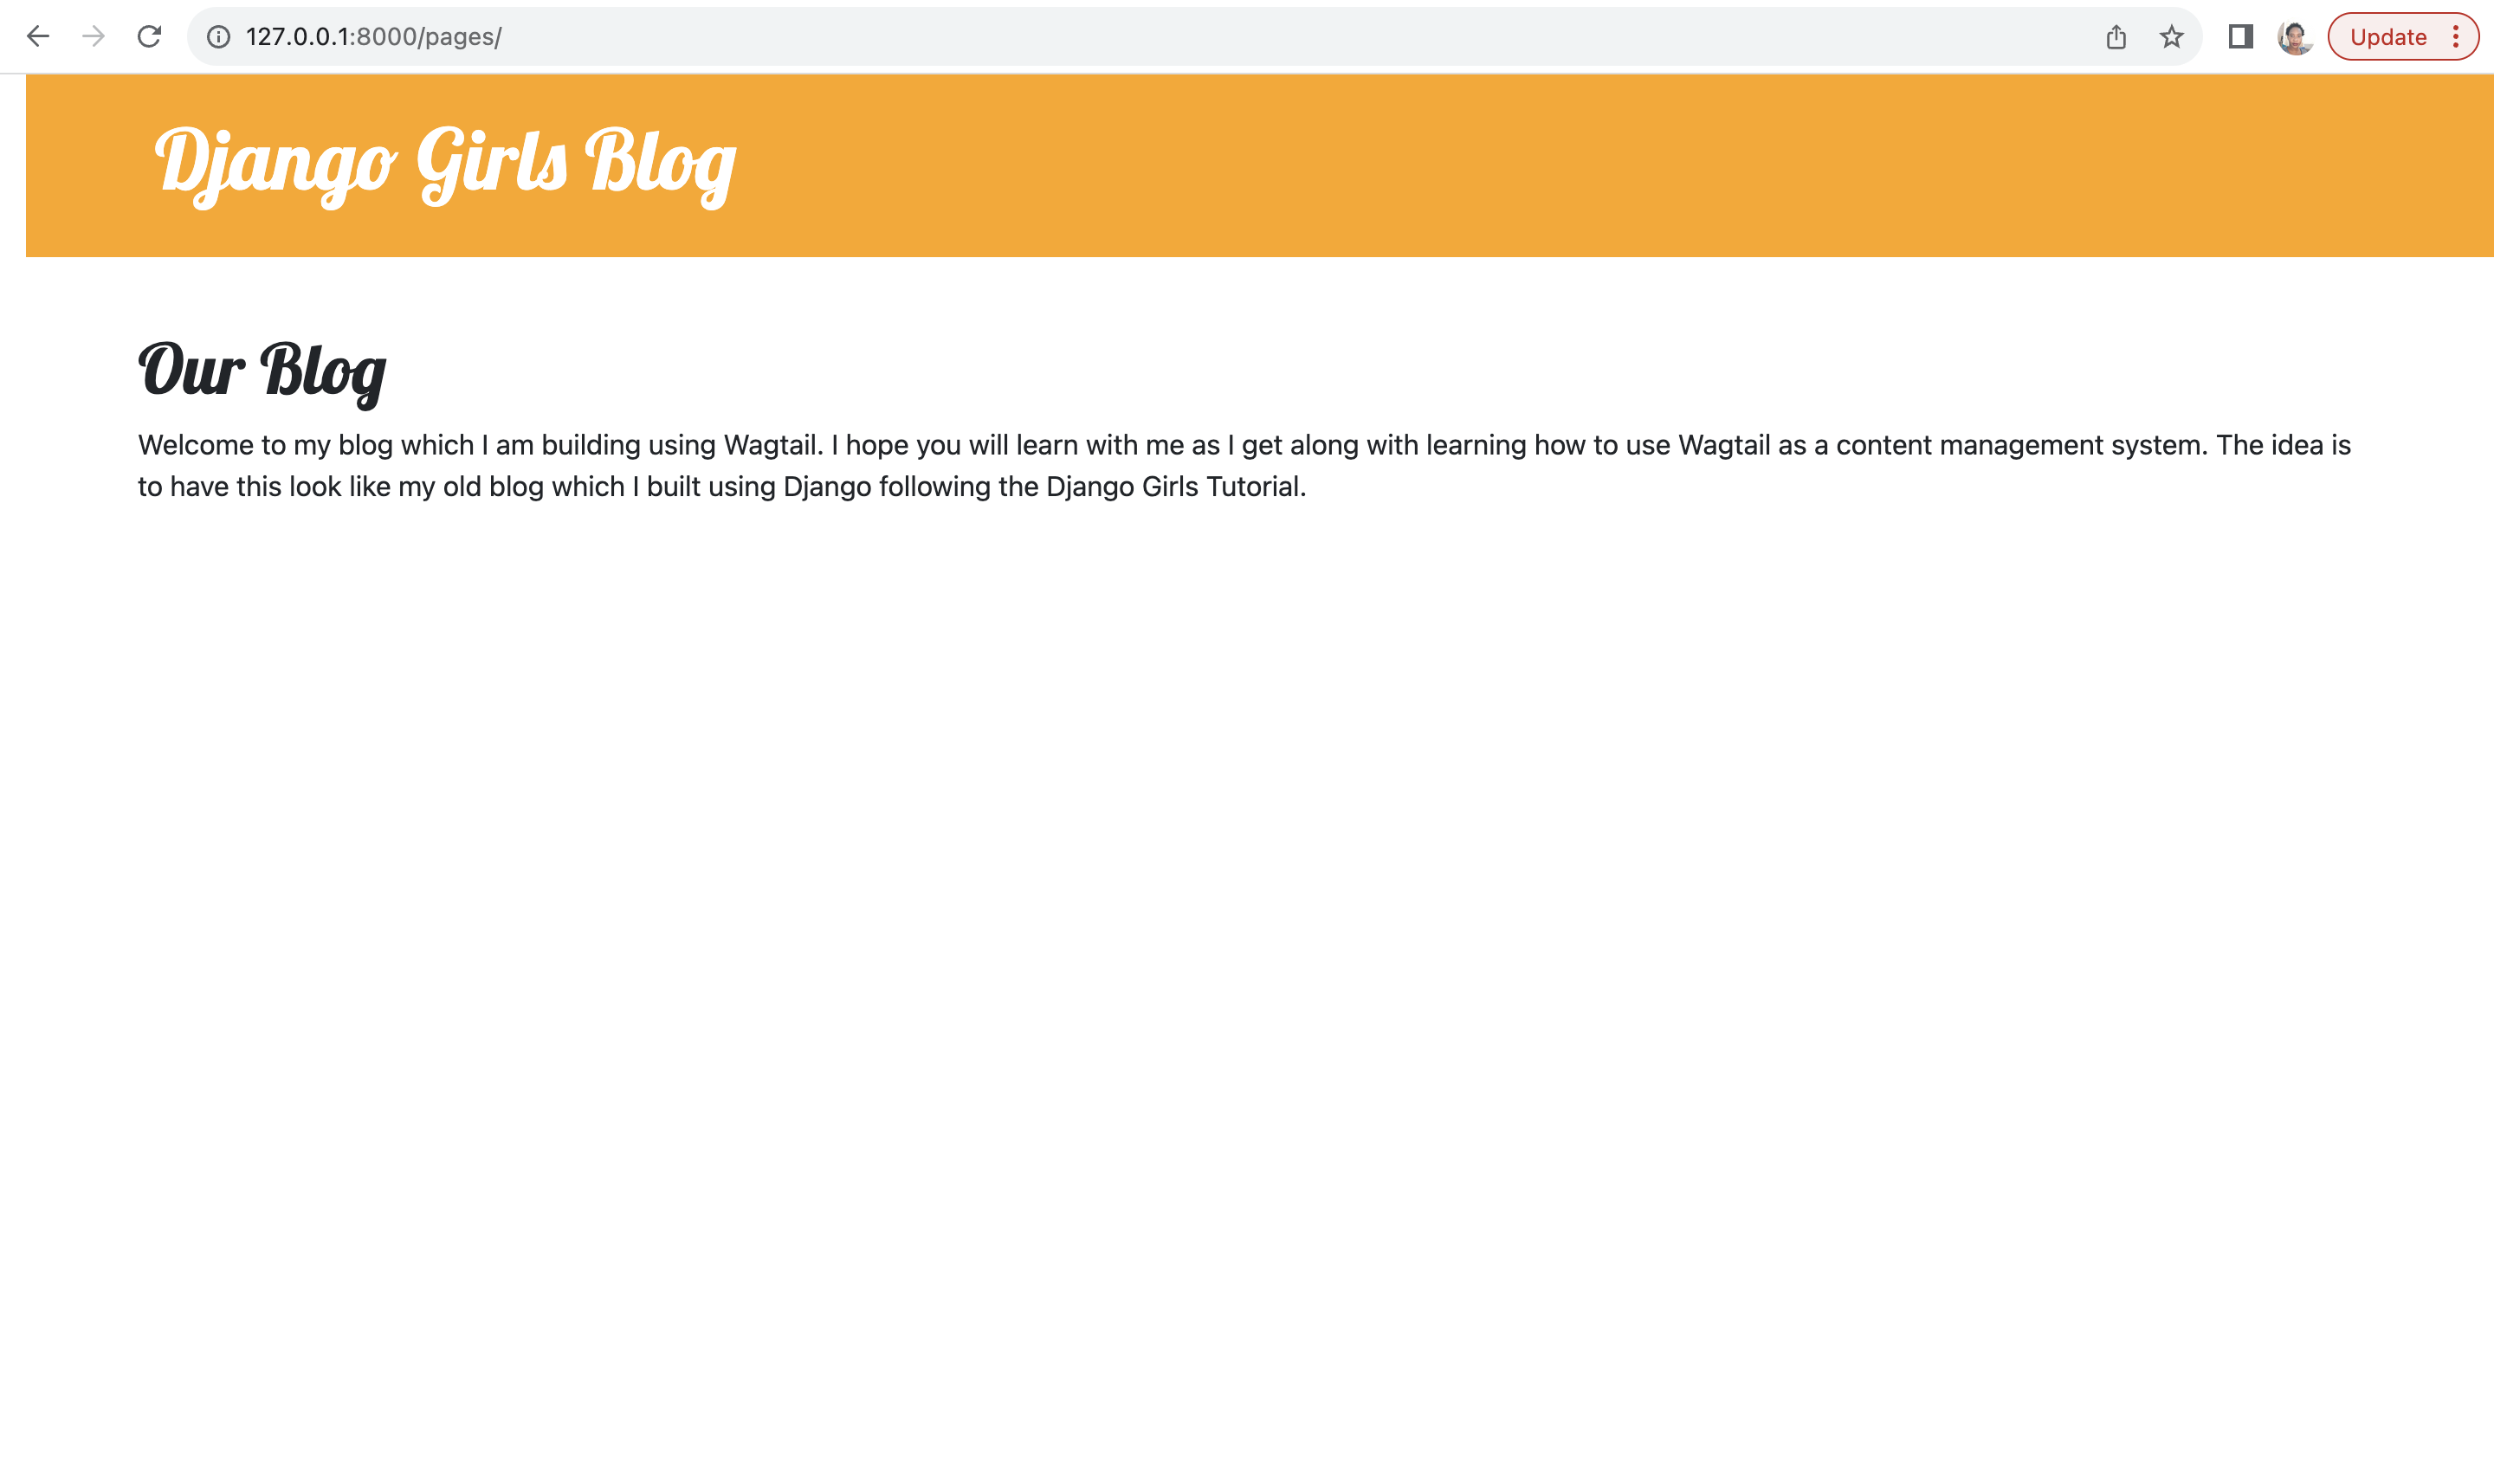 127.0.0.1:8000/pages/
Update
Django Girls Blog
Our Blog
Welcome to my blog which I am building using Wagtail. I hope you will learn with me as I get along with learning how to use Wagtail as a content management system. The idea is
to have this look like my old blog which I built using Django following the Django Girls Tutorial.